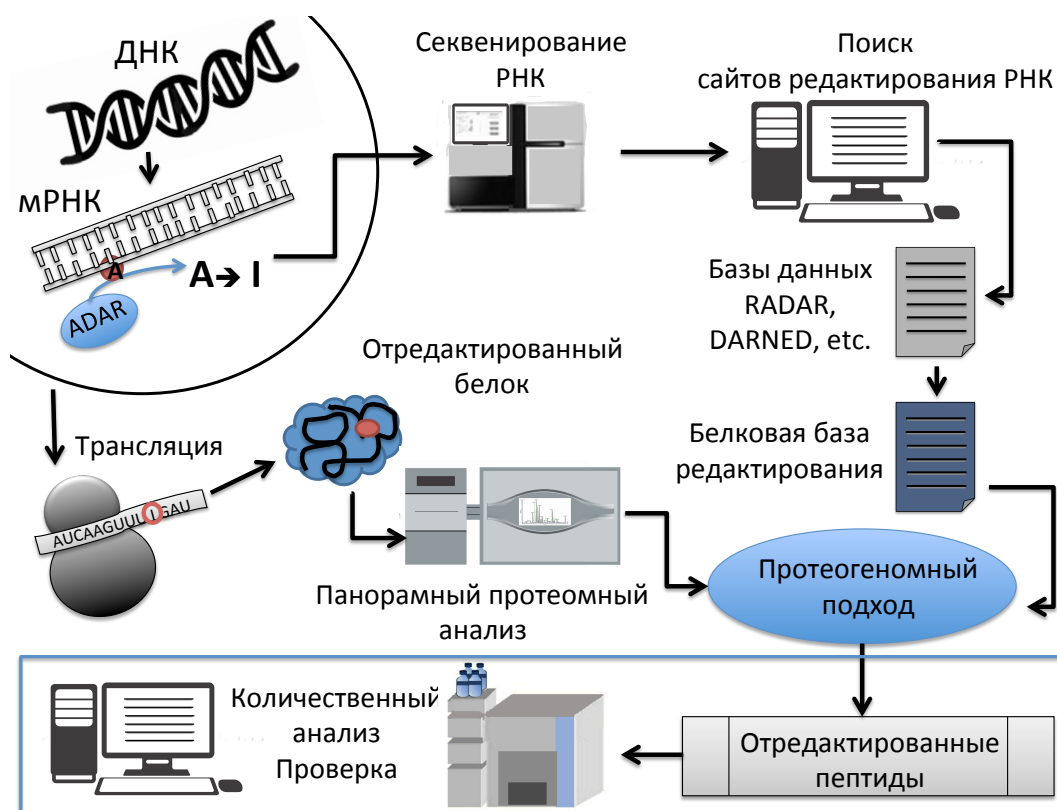 ДНК
мРНК
А
ADAR
A→ I
Секвенирование
РНК
Поиск
сайтов редактирования РНК
Базы данных
RADAR,
DARNED, etc.
Белковая база
редактирования
Отредактированный
белок
Трансляция
AUCAAGUUUIGAU
Панорамный протеомный
анализ
Протеогеномный
подход
Количественный
анализ
Проверка
Отредактированные
пептиды